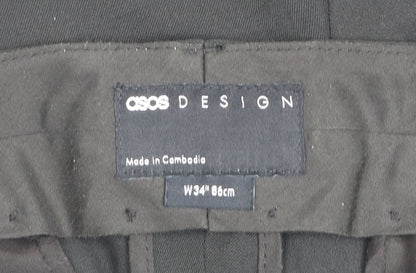 asos DESIGN
Made in Cambodia
W34" 86cm